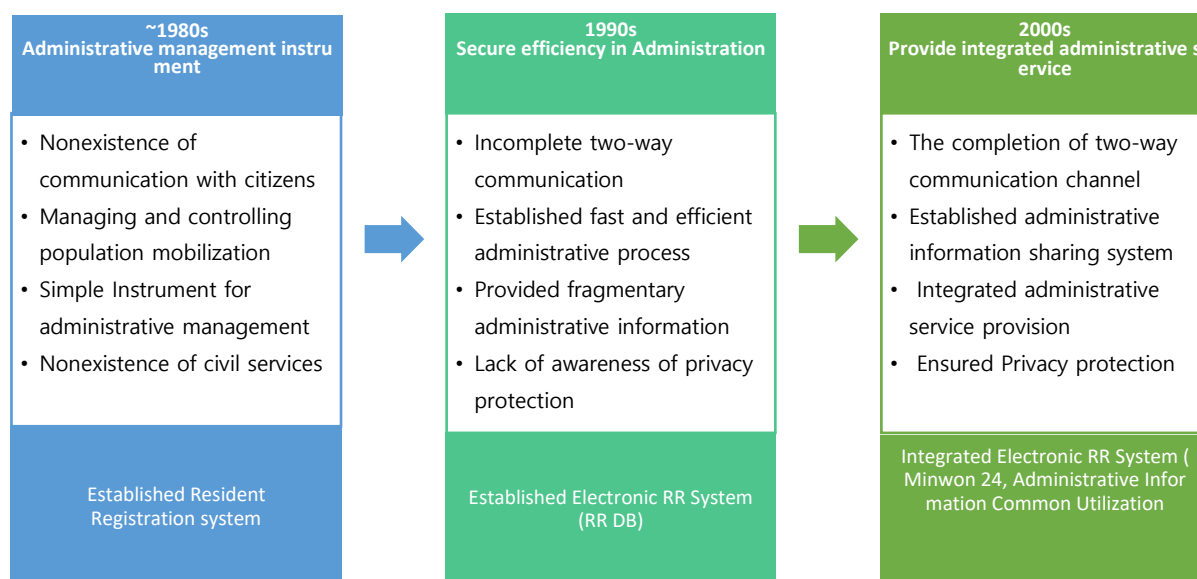 ~1980s
Administrative management instru
ment
• Nonexistence of
communication with citizens
• Managing and controlling
population mobilization
• Simple Instrument for
administrative management
• Nonexistence of civil services
Established Resident
Registration system
1990s
Secure efficiency in Administration
• Incomplete two-way
communication
• Established fast and efficient
administrative process
• Provided fragmentary
administrative information
• Lack of awareness of privacy
protection
Established Electronic RR System
(RR DB)
2000s
Provide integrated administrative s
ervice
• The completion of two-way
communication channel
• Established administrative
information sharing system
• Integrated administrative
service provision
• Ensured Privacy protection
Integrated Electronic RR System (
Minwon 24, Administrative Infor
mation Common Utilization